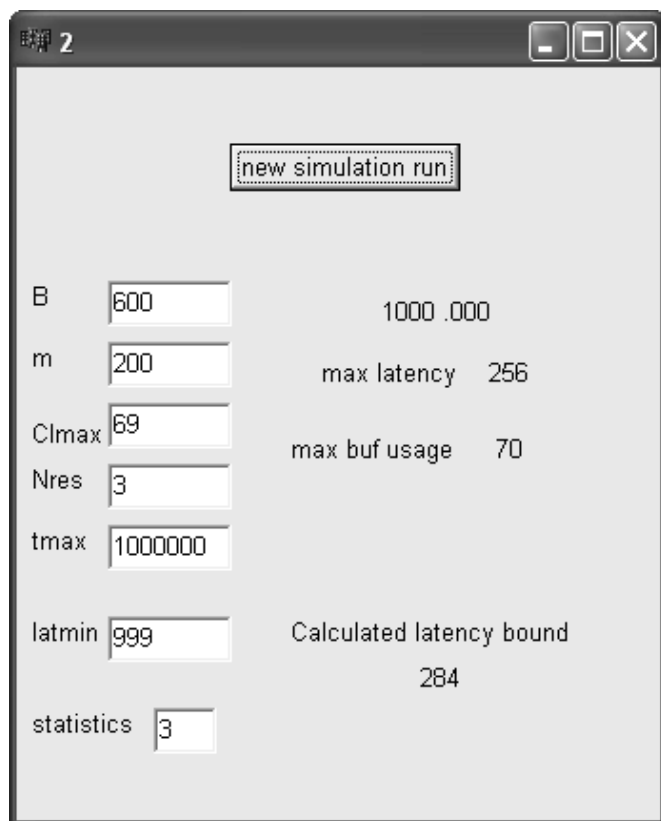 2
new simulation run
B 600
1000 .000
m 200
max latency 256
Clmax 69
max buf usage 70
Nres 3
tmax 1000000
latmin 999
Calculated latency bound
284
statistics 3